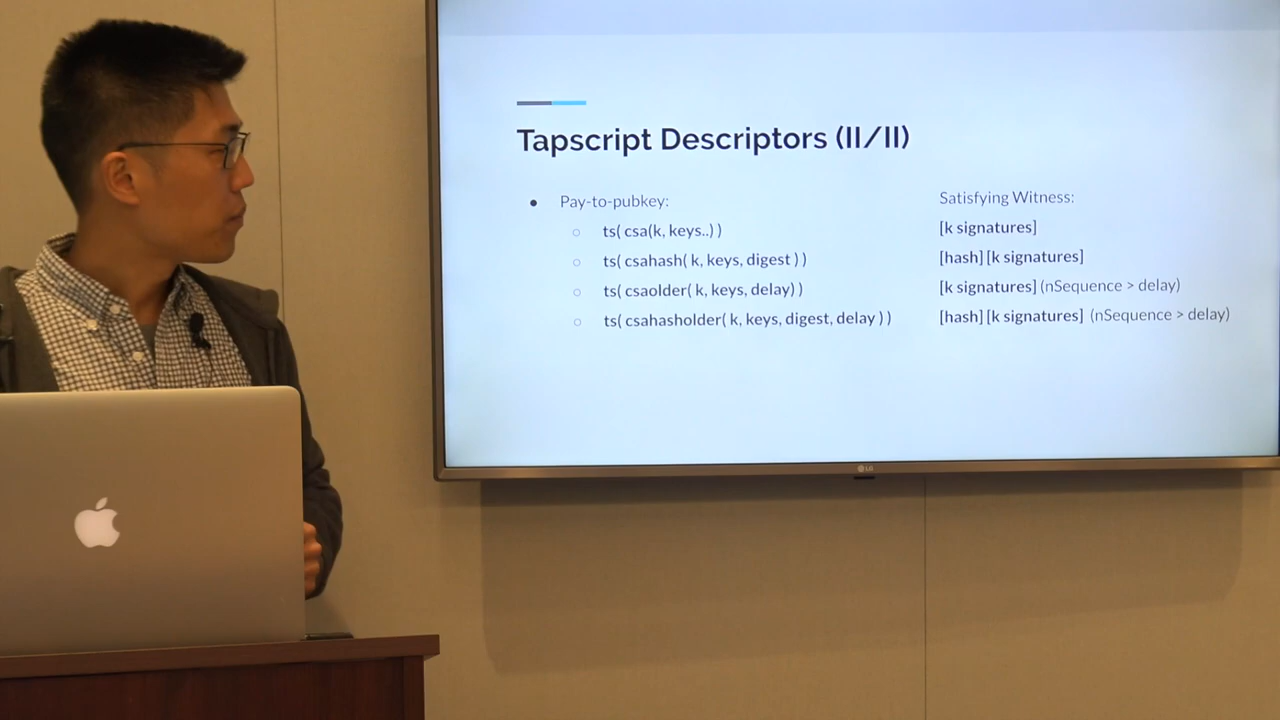 Tapscript Descriptors (II/II)
● Pay-to-pubkey:
○ ts( csa(k, keys..) )
○ ts( csahash( k, keys, digest ) )
○ ts( csaolder( k, keys, delay) )
○ ts( csahasholder( k, keys, digest, delay ) )
Satisfying Witness:
[k signatures]
[hash] [k signatures]
[k signatures] (nSequence > delay)
[hash] [k signatures] (nSequence > delay)
LG